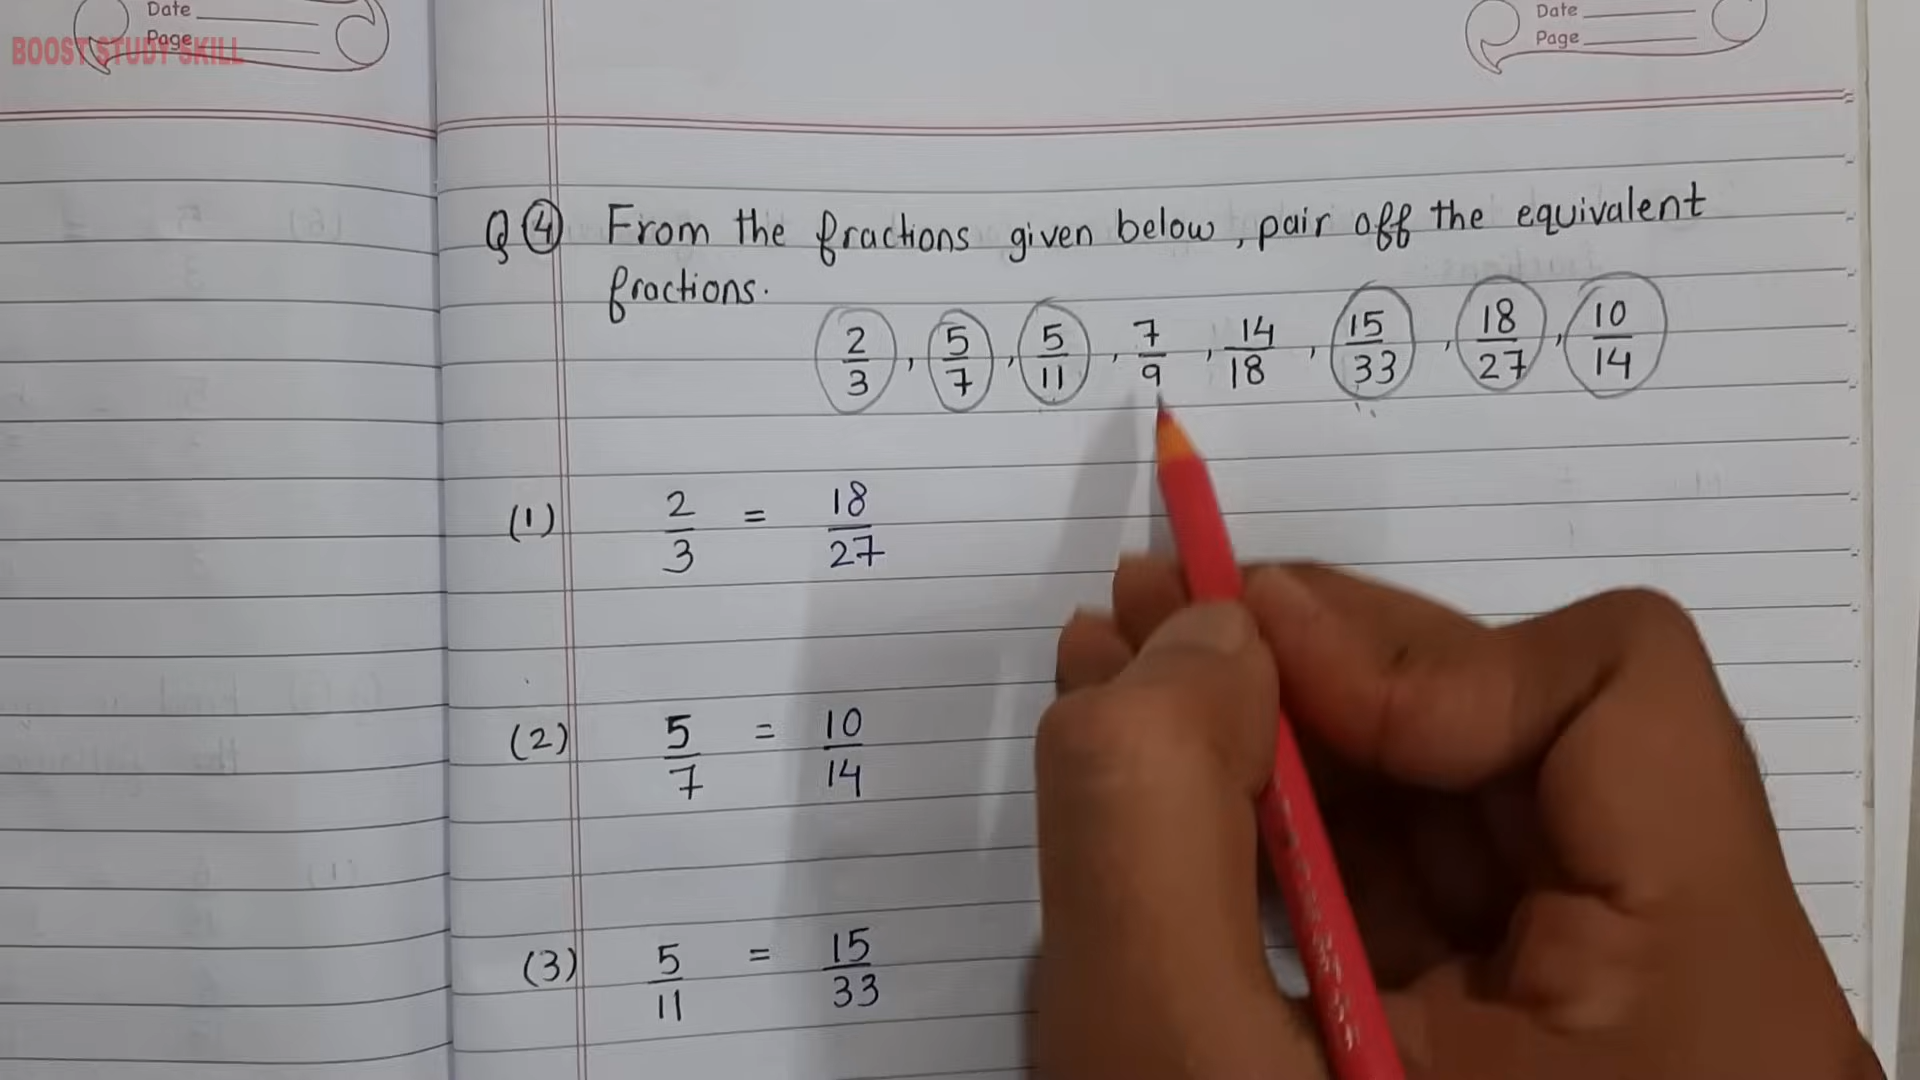 Date
Page
BOOST STUDY SKILL
Date
Page
Q(4) From the fractions given below, pair off the equivalent
fractions.
2/3, 5/7, 5/11, 7/9, 14/18, 15/33, 18/27, 10/14
(1) 2/3 = 18/27
(2) 5/7 = 10/14
(3) 5/11 = 15/33